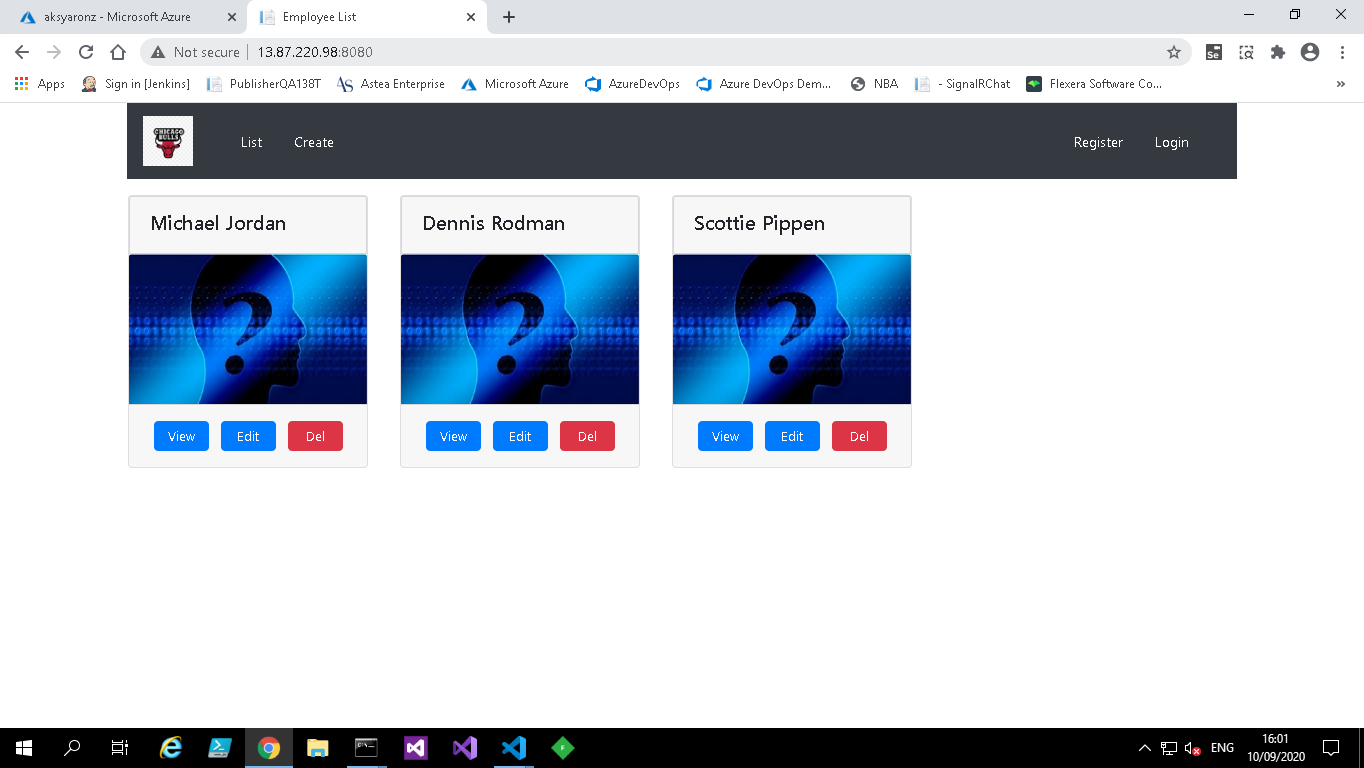 aksyaronz - Microsoft Azure
Employee List
Not secure
13.87.220.98:8080
Se
Apps
Sign in [Jenkins]
PublisherQA138T
Astea Enterprise
Microsoft Azure
AzureDevOps
Azure DevOps Dem...
NBA
- SignalRChat
Flexera Software Co...
»
CHICAGO
BULLS
List
Create
Register
Login
Michael Jordan
Dennis Rodman
Scottie Pippen
?
?
?
View
Edit
Del
View
Edit
Del
View
Edit
Del
ENG
16:01
10/09/2020